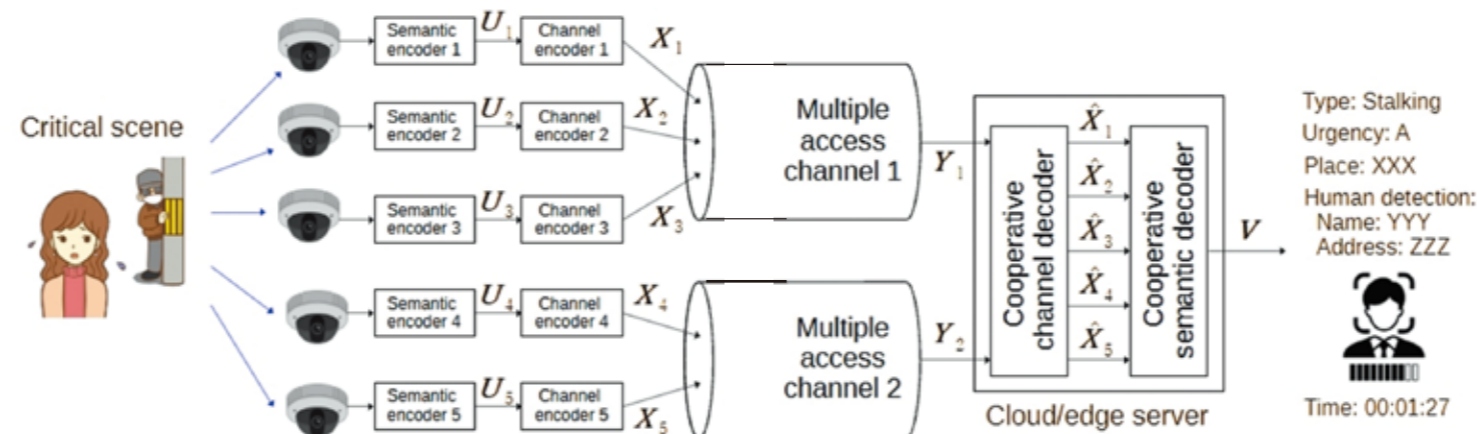 Critical scene
Semantic
encoder 1
U₁
Channel
encoder 1
X₁
Semantic
encoder 2
U₂
Channel
encoder 2
X₂
Semantic
encoder 3
U₃
Channel
encoder 3
X₃
Semantic
encoder 4
U₄
Channel
encoder 4
X₄
Semantic
encoder 5
U₅
Channel
encoder 5
X₅
Multiple
access
channel 1
Y₁
Multiple
access
channel 2
Y₂
Cooperative
channel decoder
X̂₁
X̂₂
X̂₃
X̂₄
X̂₅
Cooperative
semantic decoder
Cloud/edge server
V
Type: Stalking
Urgency: A
Place: XXX
Human detection:
Name: YYY
Address: ZZZ
Time: 00:01:27